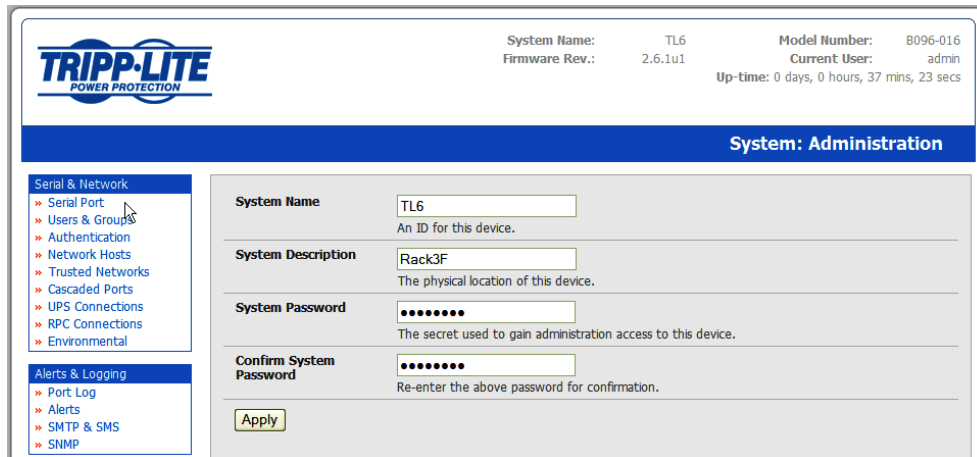 TRIPP·LITE
POWER PROTECTION
System Name: TL6 Model Number: B096-016
Firmware Rev.: 2.6.1u1 Current User: admin
Up-time: 0 days, 0 hours, 37 mins, 23 secs
System: Administration
Serial & Network
» Serial Port
» Users & Groups
» Authentication
» Network Hosts
» Trusted Networks
» Cascaded Ports
» UPS Connections
» RPC Connections
» Environmental
Alerts & Logging
» Port Log
» Alerts
» SMTP & SMS
» SNMP
System Name TL6
An ID for this device.
System Description Rack3F
The physical location of this device.
System Password ●●●●●●●●
The secret used to gain administration access to this device.
Confirm System
Password ●●●●●●●●
Re-enter the above password for confirmation.
Apply